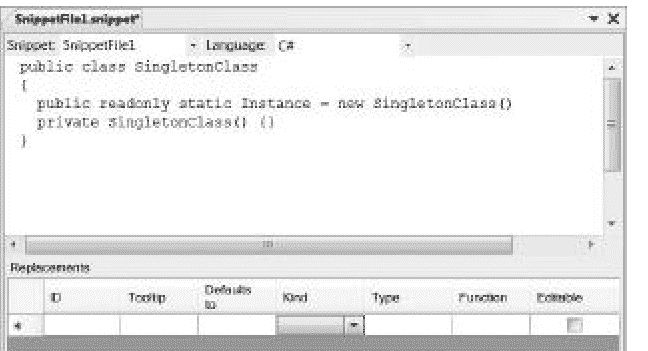 SnippetFile1.snippet*
Snippet: SnippetFile1 Language: C#
public class SingletonClass
{
public readonly static Instance = new SingletonClass()
private SingletonClass() {}
}
Replacements
ID Tooltip Defaults to Kind Type Function Editable
*